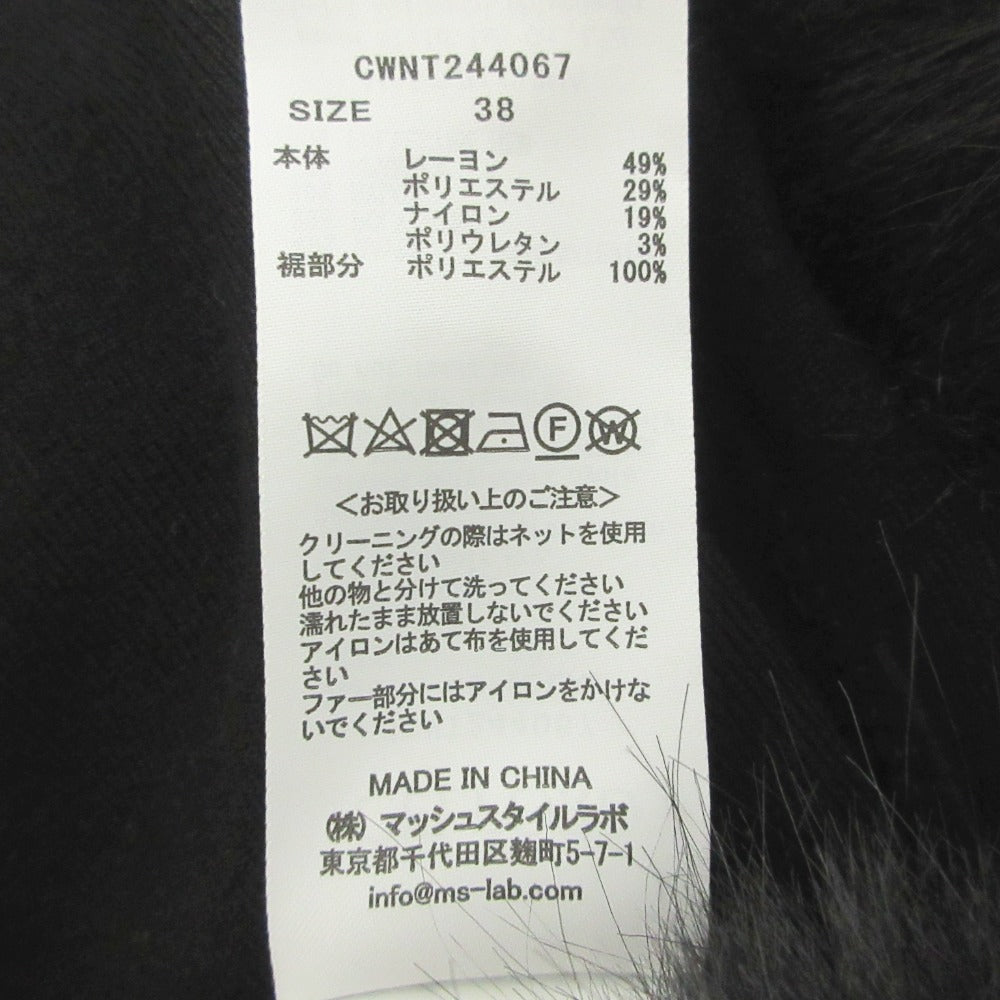 CWNT244067
SIZE 38
本体 レーヨン 49%
ポリエステル 29%
ナイロン 19%
ポリウレタン 3%
裾部分 ポリエステル 100%
F W
<お取り扱い上のご注意>
クリーニングの際はネットを使用
してください
他の物と分けて洗ってください
濡れたまま放置しないでください
アイロンはあて布を使用してくだ
さい
ファー部分にはアイロンをかけな
いでください
MADE IN CHINA
(株) マッシュスタイルラボ
東京都千代田区麹町5-7-1
info@ms-lab.com